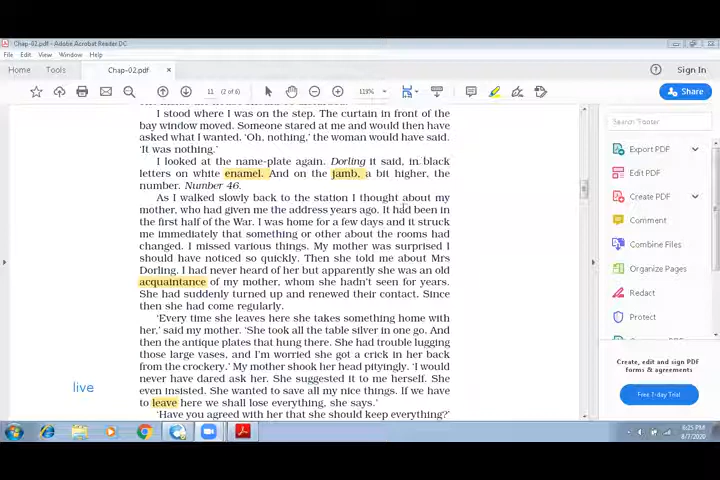 Chap-02.pdf - Adobe Acrobat Reader DC
File Edit View Window Help
Home Tools Chap-02.pdf × Sign In
11 (2 of 6) 119% Share
I stood where I was on the step. The curtain in front of the
bay window moved. Someone stared at me and would then have
asked what I wanted. 'Oh, nothing,' the woman would have said.
'It was nothing.'
I looked at the name-plate again. Dorling it said, in black
letters on white enamel. And on the jamb, a bit higher, the
number. Number 46.
As I walked slowly back to the station I thought about my
mother, who had given me the address years ago. It had been in
the first half of the War. I was home for a few days and it struck
me immediately that something or other about the rooms had
changed. I missed various things. My mother was surprised I
should have noticed so quickly. Then she told me about Mrs
Dorling. I had never heard of her but apparently she was an old
acquaintance of my mother, whom she hadn't seen for years.
She had suddenly turned up and renewed their contact. Since
then she had come regularly.
'Every time she leaves here she takes something home with
her,' said my mother. 'She took all the table silver in one go. And
then the antique plates that hung there. She had trouble lugging
those large vases, and I'm worried she got a crick in her back
from the crockery.' My mother shook her head pityingly. 'I would
never have dared ask her. She suggested it to me herself. She
even insisted. She wanted to save all my nice things. If we have
to leave here we shall lose everything, she says.'
'Have you agreed with her that she should keep everything?'
live
Search 'Footer'
Export PDF
Edit PDF
Create PDF
Comment
Combine Files
Organize Pages
Redact
Protect
Create, edit and sign PDF
forms & agreements
Free 7-Day Trial
8:25 PM
8/7/2020